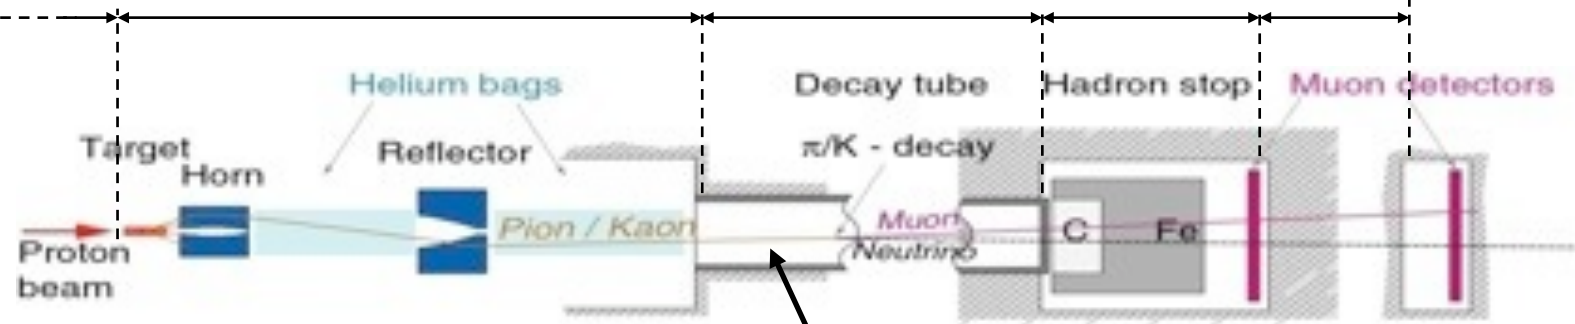 Helium bags
Decay tube
Hadron stop
Muon detectors
Target
Horn
Reflector
π/K - decay
Pion / Kaon
Muon
Neutrino
C
Fe
Proton
beam